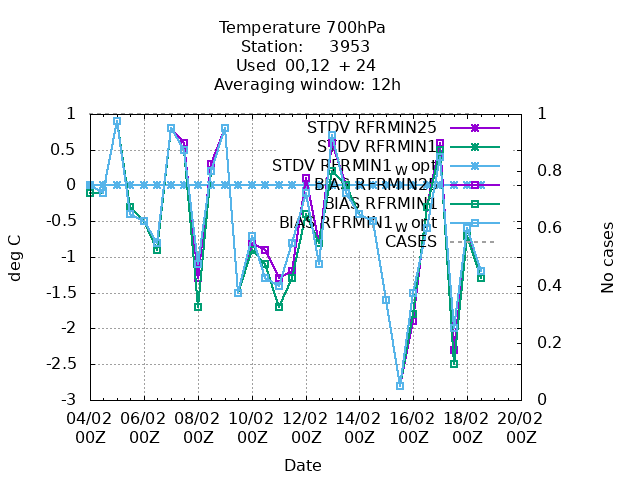 Temperature 700hPa
Station: 3953
Used 00,12 + 24
Averaging window: 12h
1
0.5
0
-0.5
-1
-1.5
-2
-2.5
-3
deg C
1
0.8
0.6
0.4
0.2
0
No cases
STDV RFRMIN25
STDV RFRMIN1
STDV RFRMIN1w opt
BIAS RFRMIN25
BIAS RFRMIN1
BIAS RFRMIN1w opt
CASES
04/02 06/02 08/02 10/02 12/02 14/02 16/02 18/02 20/02
00Z 00Z 00Z 00Z 00Z 00Z 00Z 00Z 00Z
Date